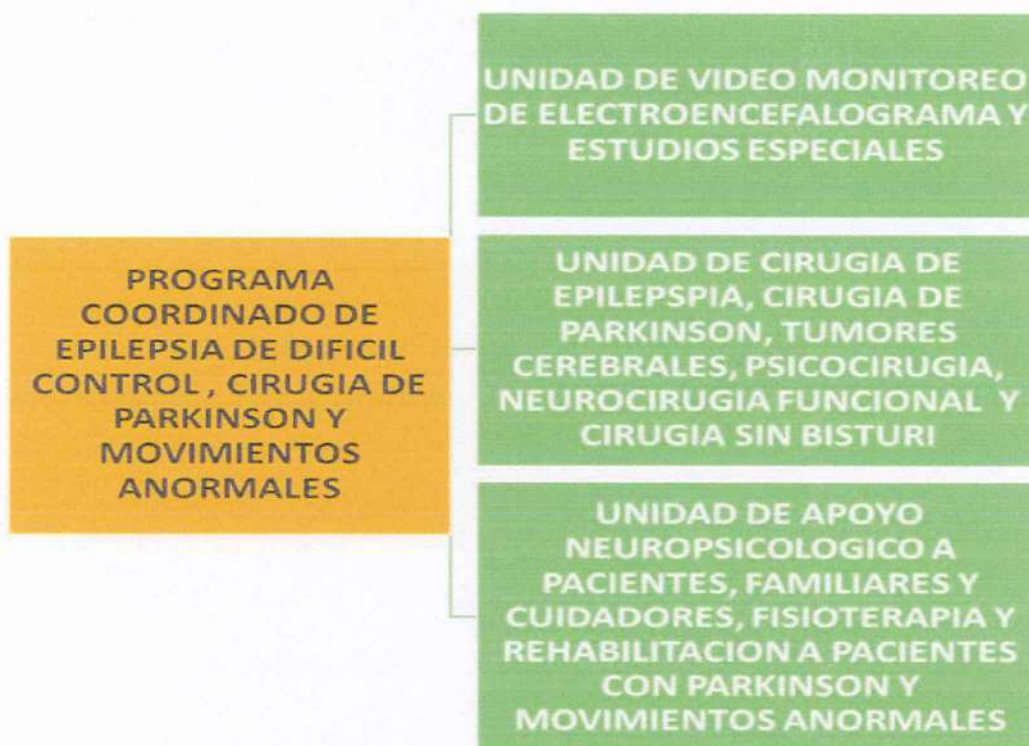 PROGRAMA
COORDINADO DE
EPILEPSIA DE DIFICIL
CONTROL , CIRUGIA DE
PARKINSON Y
MOVIMIENTOS
ANORMALES
UNIDAD DE VIDEO MONITOREO
DE ELECTROENCEFALOGRAMA Y
ESTUDIOS ESPECIALES
UNIDAD DE CIRUGIA DE
EPILEPSPIA, CIRUGIA DE
PARKINSON, TUMORES
CEREBRALES, PSICOCIRUGIA,
NEUROCIRUGIA FUNCIONAL Y
CIRUGIA SIN BISTURI
UNIDAD DE APOYO
NEUROPSICOLOGICO A
PACIENTES, FAMILIARES Y
CUIDADORES, FISIOTERAPIA Y
REHABILITACION A PACIENTES
CON PARKINSON Y
MOVIMIENTOS ANORMALES